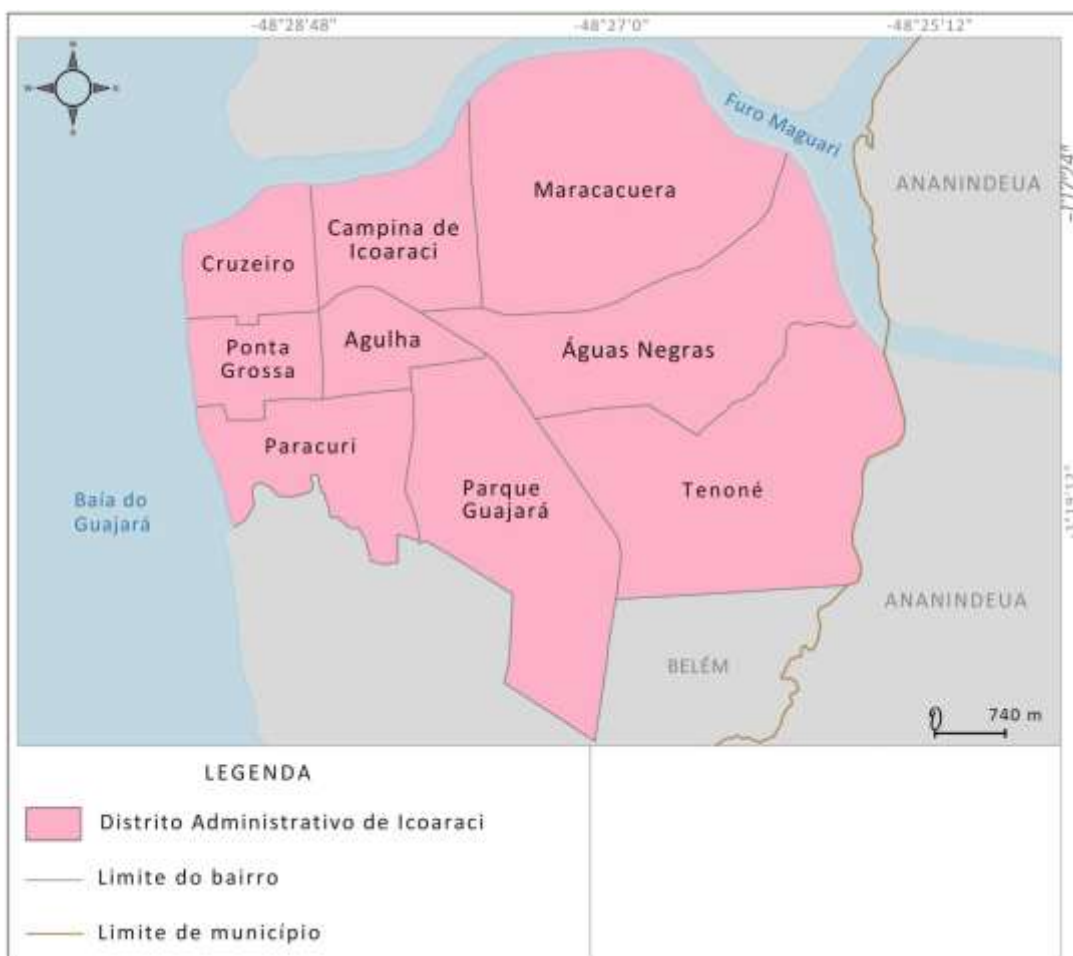 -48°28'48" -48°27'0" -48°25'12"
Furo Maguari
ANANINDEUA
Maracacuera
Campina de
Icoaraci
Cruzeiro
Ponta
Grossa
Agulha
Águas Negras
Paracuri
Parque
Guajará
Tenoné
Baía do
Guajará
ANANINDEUA
BELÉM
0 740 m
LEGENDA
Distrito Administrativo de Icoaraci
Limite do bairro
Limite de município